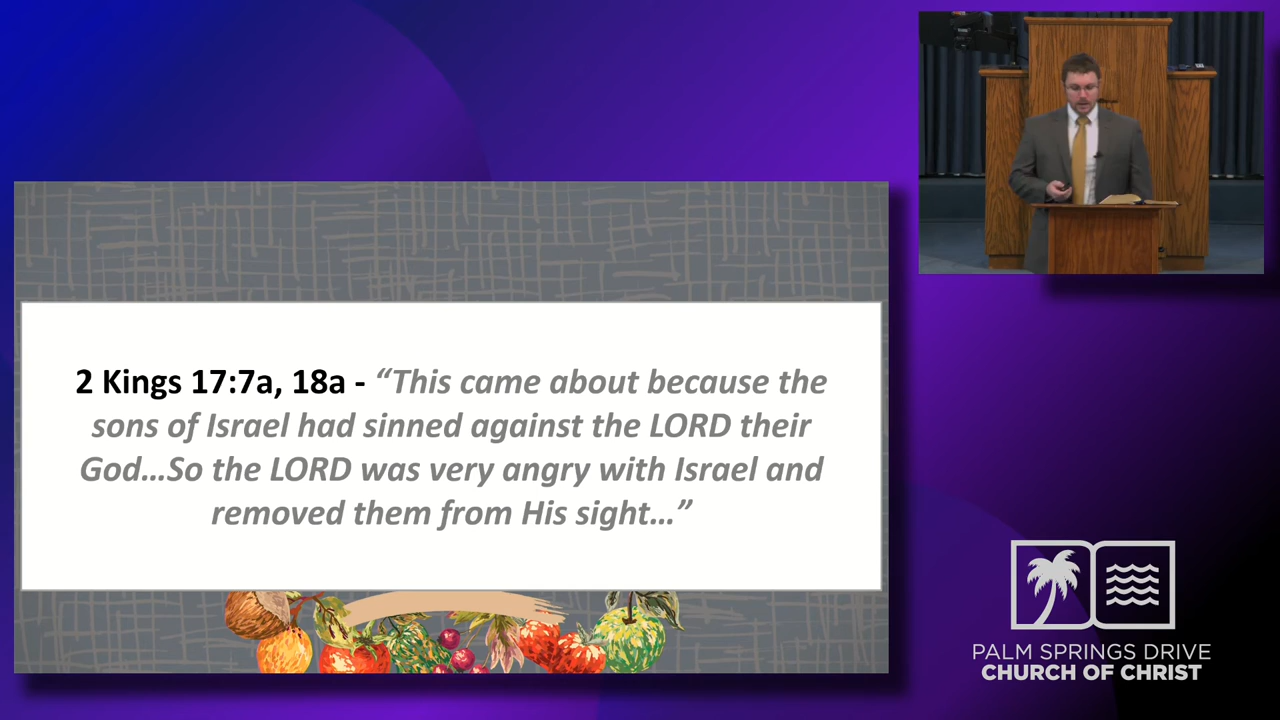 2 Kings 17:7a, 18a - “This came about because the
sons of Israel had sinned against the LORD their
God…So the LORD was very angry with Israel and
removed them from His sight…”
PALM SPRINGS DRIVE
CHURCH OF CHRIST